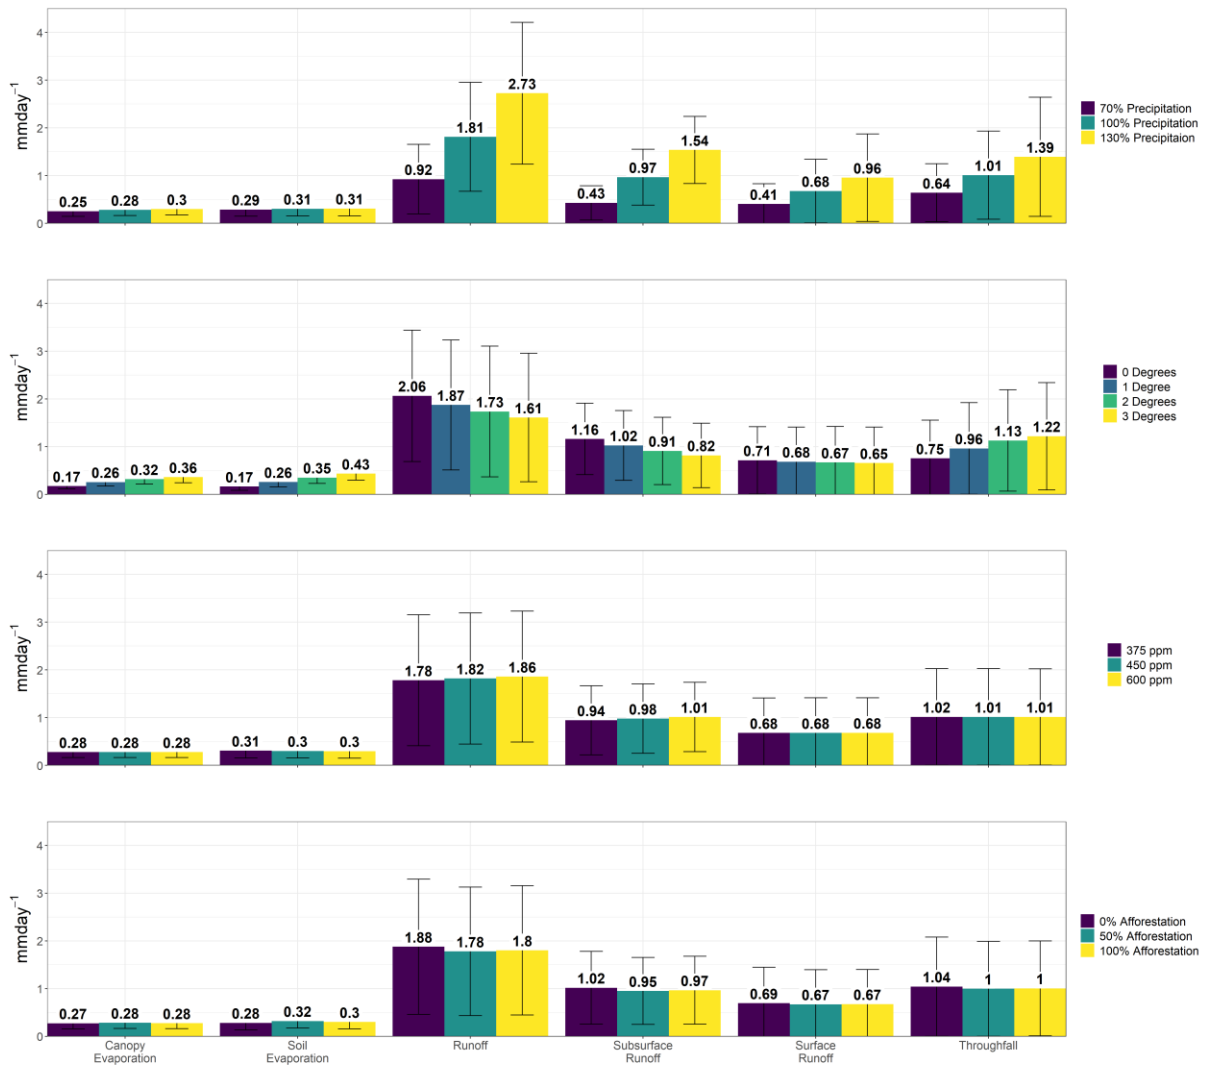 4
3
2
1
0
mmday⁻¹
0.25 0.28 0.3 0.29 0.31 0.31 0.92 1.81 2.73 0.43 0.97 1.54 0.41 0.68 0.96 0.64 1.01 1.39
70% Precipitation
100% Precipitation
130% Precipitaion
4
3
2
1
0
mmday⁻¹
0.17 0.26 0.32 0.36 0.17 0.26 0.35 0.43 2.06 1.87 1.73 1.61 1.16 1.02 0.91 0.82 0.71 0.68 0.67 0.65 0.75 0.96 1.13 1.22
0 Degrees
1 Degree
2 Degrees
3 Degrees
4
3
2
1
0
mmday⁻¹
0.28 0.28 0.28 0.31 0.3 0.3 1.78 1.82 1.86 0.94 0.98 1.01 0.68 0.68 0.68 1.02 1.01 1.01
375 ppm
450 ppm
600 ppm
4
3
2
1
0
mmday⁻¹
0.27 0.28 0.28 0.28 0.32 0.3 1.88 1.78 1.8 1.02 0.95 0.97 0.69 0.67 0.67 1.04 1 1
0% Afforestation
50% Afforestation
100% Afforestation
Canopy
Evaporation
Soil
Evaporation
Runoff
Subsurface
Runoff
Surface
Runoff
Throughfall